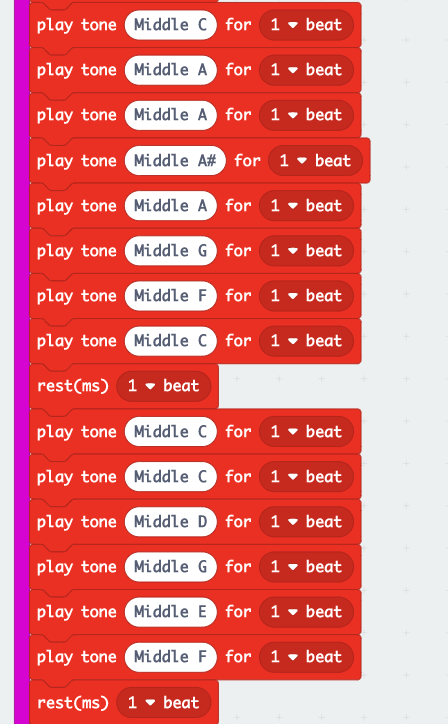 play tone Middle C for 1 beat
play tone Middle A for 1 beat
play tone Middle A for 1 beat
play tone Middle A# for 1 beat
play tone Middle A for 1 beat
play tone Middle G for 1 beat
play tone Middle F for 1 beat
play tone Middle C for 1 beat
rest(ms) 1 beat
play tone Middle C for 1 beat
play tone Middle C for 1 beat
play tone Middle D for 1 beat
play tone Middle G for 1 beat
play tone Middle E for 1 beat
play tone Middle F for 1 beat
rest(ms) 1 beat